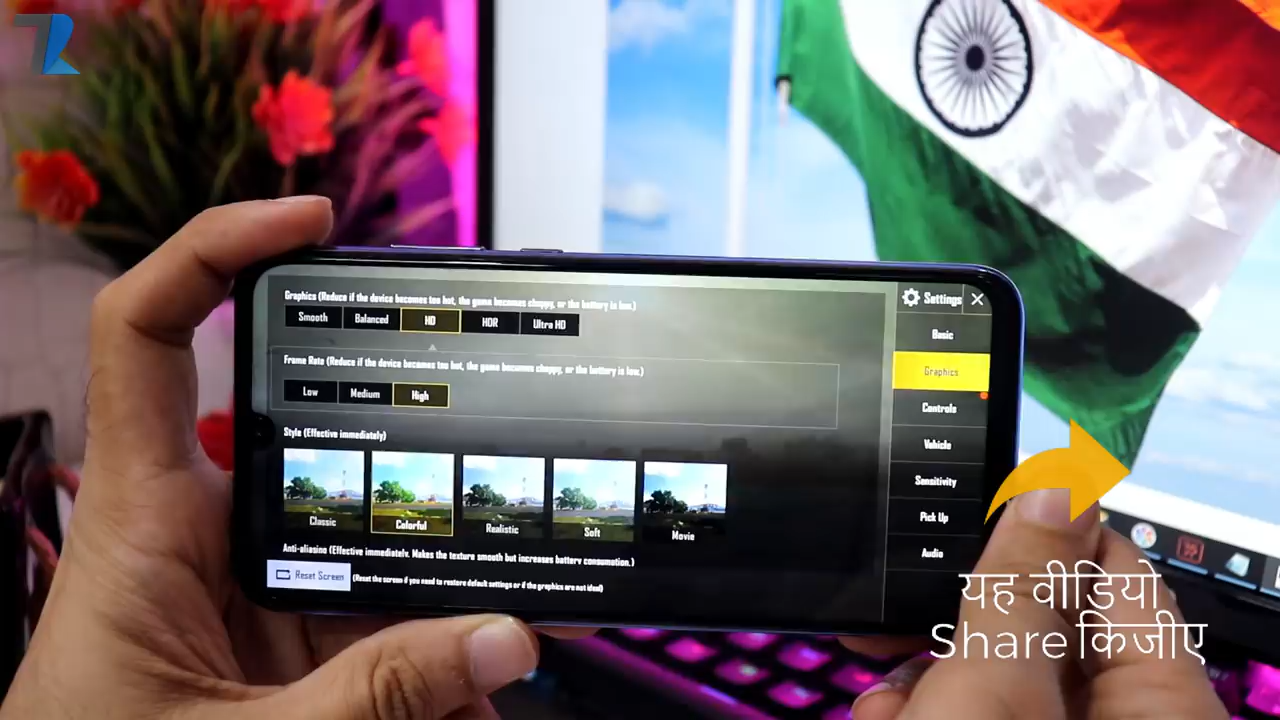 Graphics (Reduce if the device becomes too hot, the game becomes choppy, or the battery is low.)
Smooth Balanced HD HDR Ultra HD
Frame Rate (Reduce if the device becomes too hot, the game becomes choppy, or the battery is low.)
Low Medium High
Style (Effective immediately)
Classic Colorful Realistic Soft Movie
Anti-aliasing (Effective immediately. Makes the texture smooth but increases battery consumption.)
Reset Screen (Reset the screen if you need to restore default settings or if the graphics are not ideal)
Settings
Basic
Graphics
Controls
Vehicle
Sensitivity
Pick Up
Audio
यह वीडियो
Share किजीए